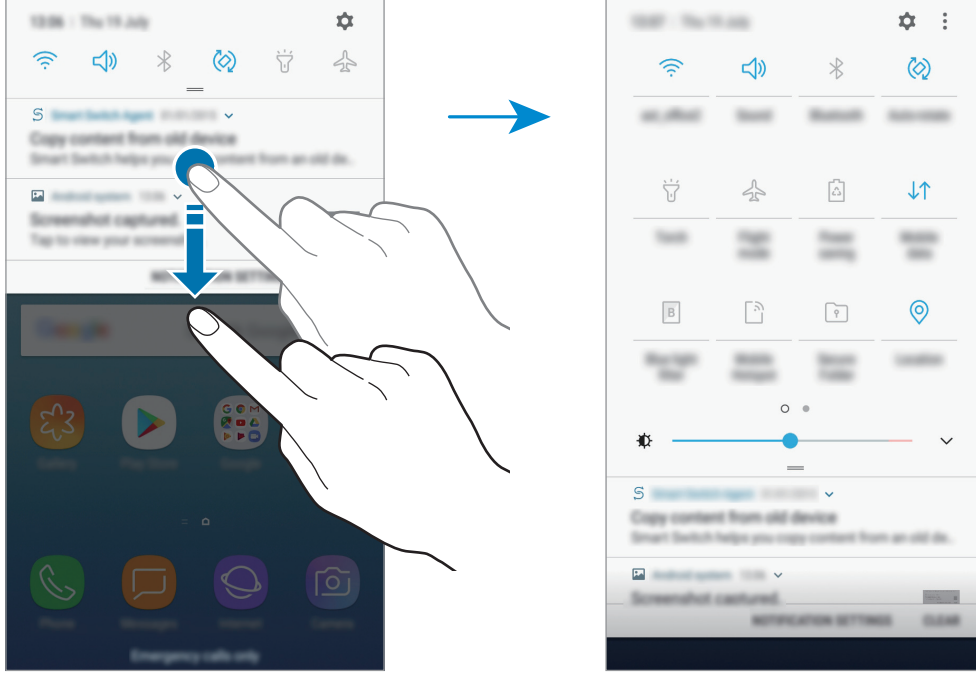 13:06 | Thu 19 July
Smart Switch Agent
Copy content from old device
Smart Switch helps you content from an old de..
Android system 13:06
Screenshot captured.
Tap to view your
Google
Gallery
Play Store
Google
Phone
Messages
Internet
Camera
Emergency calls only
13:07 | Thu 19 July
Sound
Bluetooth
Auto rotate
Torch
Flight
mode
Power
saving
Mobile
data
B
Blue light
filter
Mobile
Hotspot
Secure
Folder
Location
Smart Switch Agent
Copy content from old device
Smart Switch helps you copy content from an old de..
Android system 13:06
Screenshot captured.
NOTIFICATION SETTINGS
CLEAR